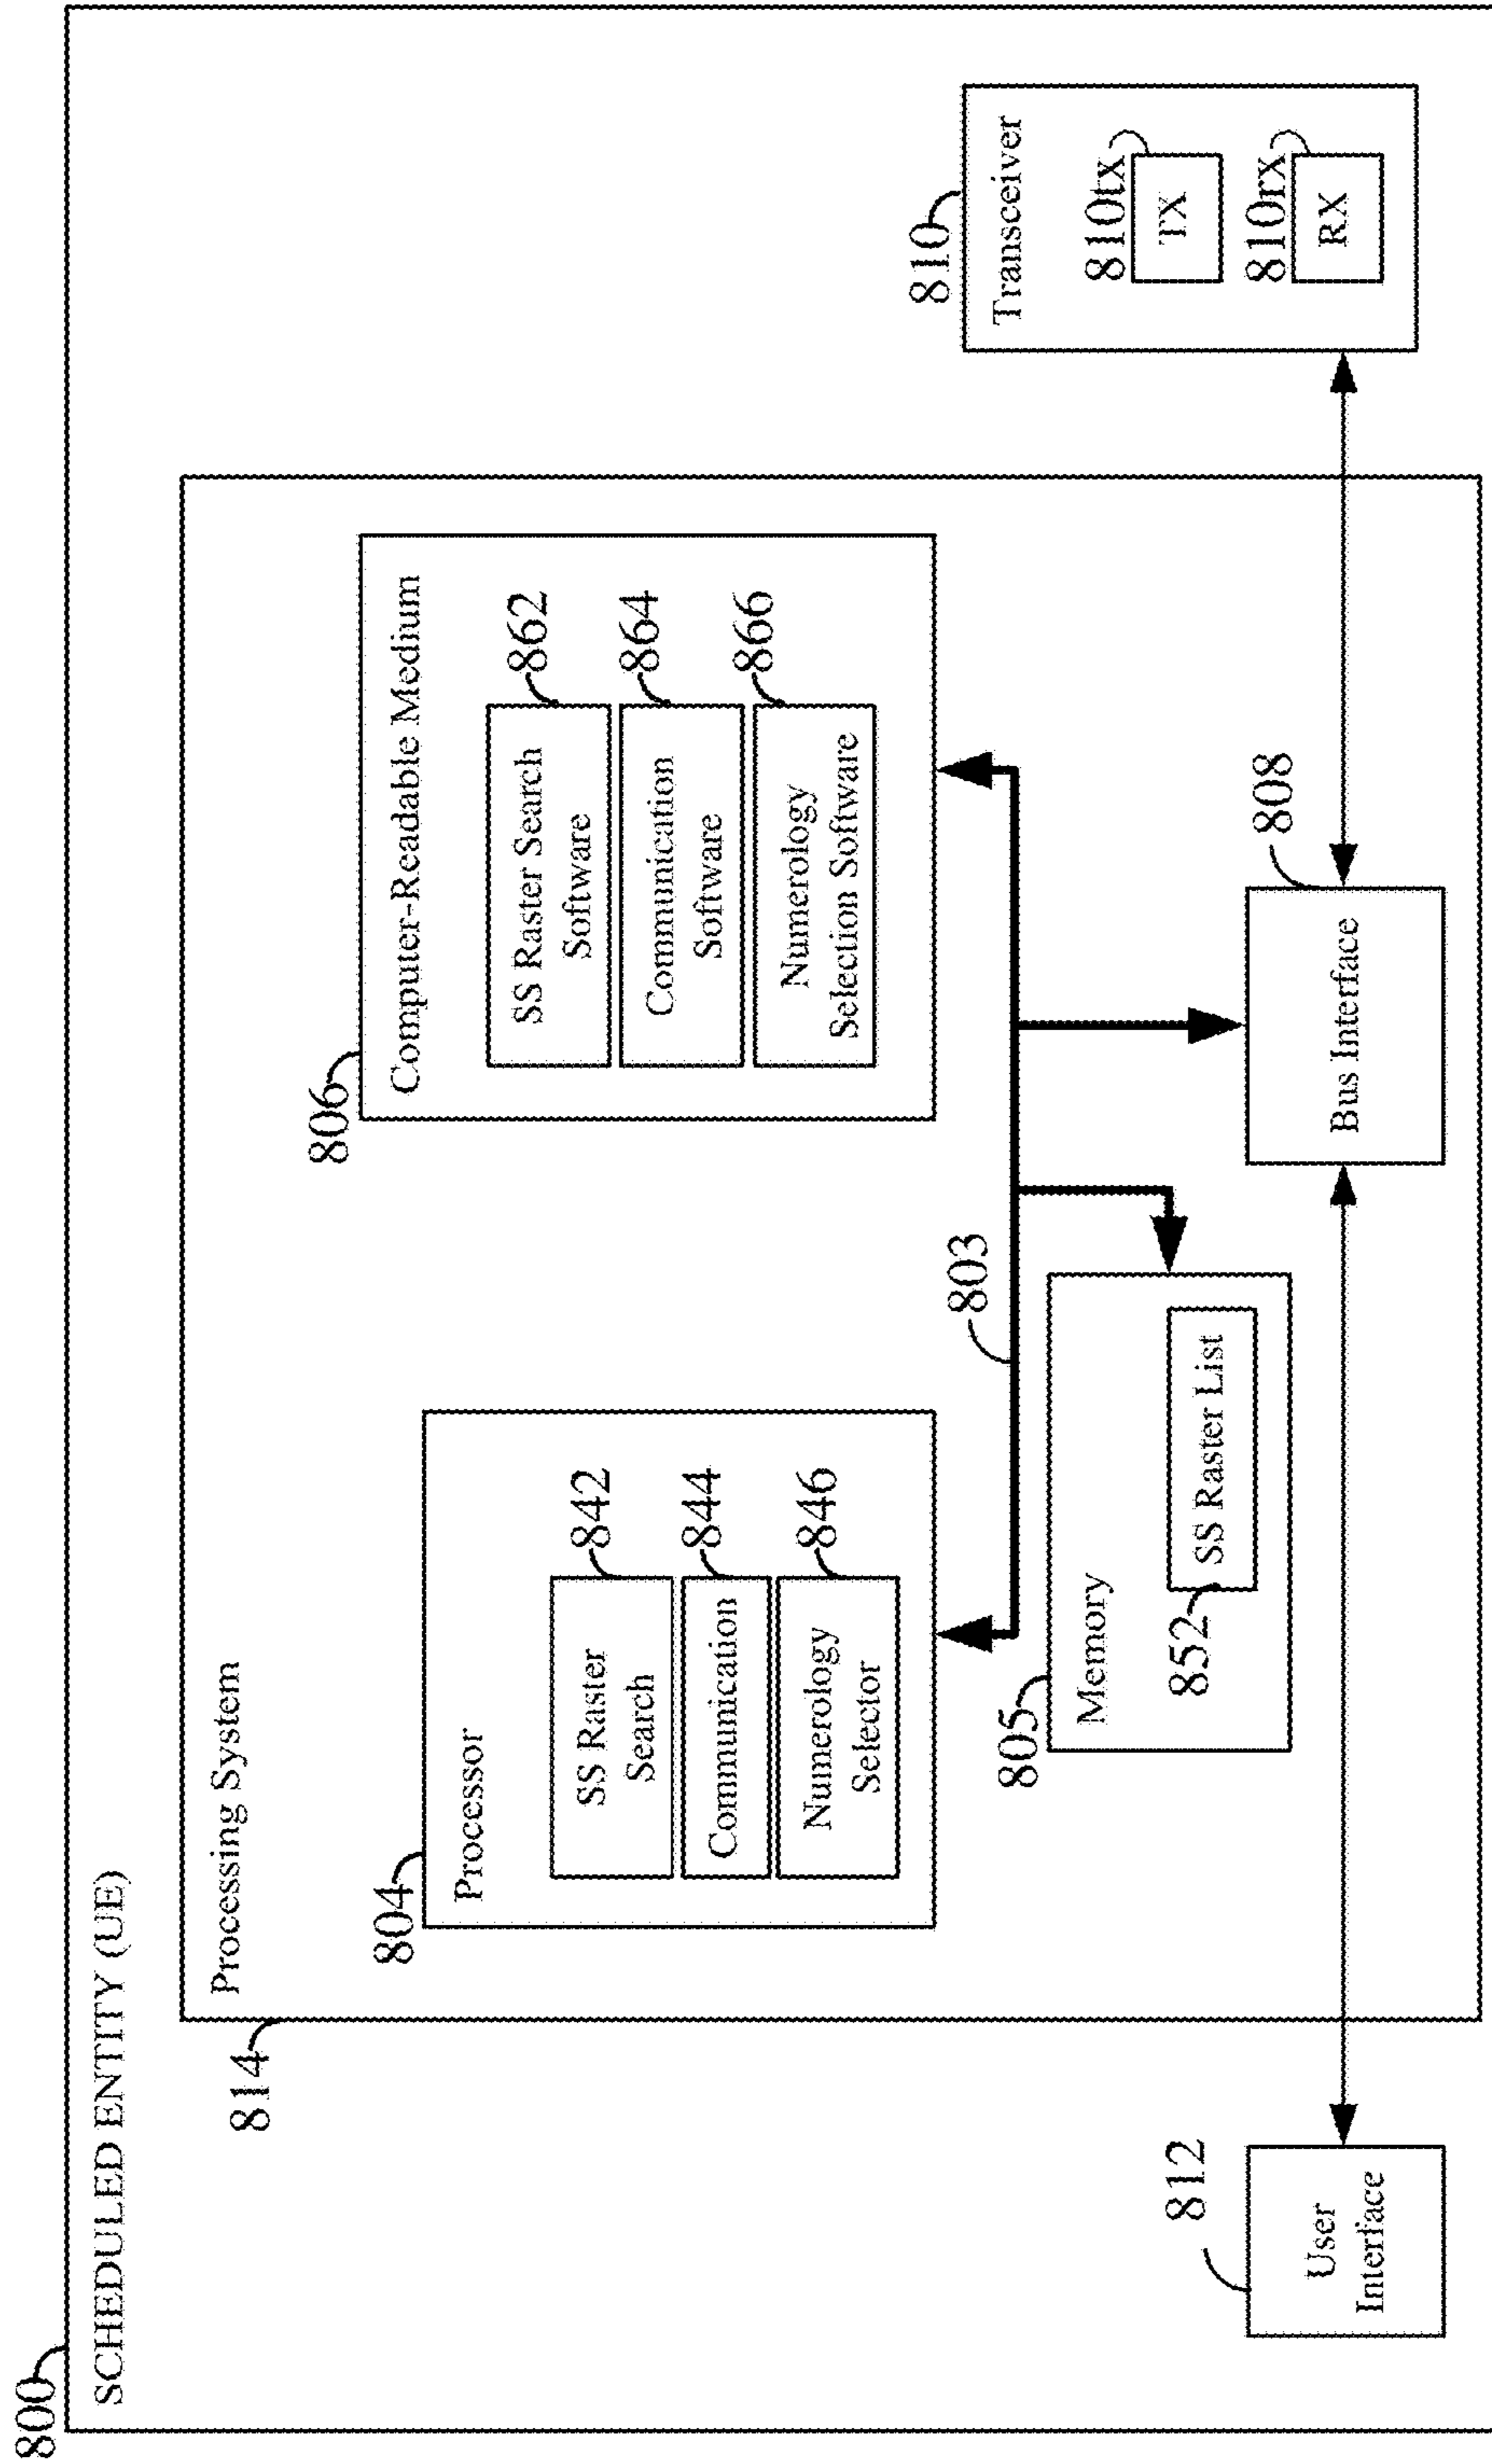 800
SCHEDULED ENTITY (UE)
814
Processing System
804
Processor
SS Raster
Search
842
Communication
844
Numerology
Selector
846
806
Computer-Readable Medium
SS Raster Search
Software
862
Communication
Software
864
Numerology
Selection Software
866
803
805
Memory
852
SS Raster List
808
Bus Interface
812
User
Interface
810
Transceiver
810tx
TX
810rx
RX